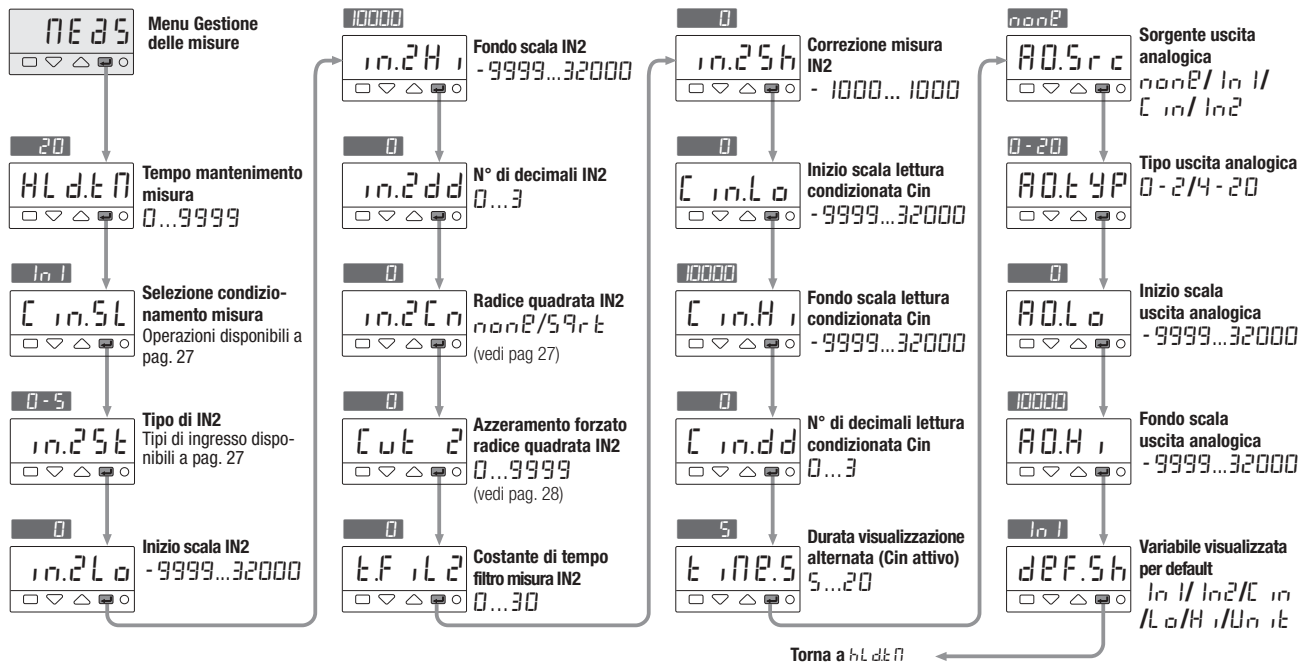 MEAS
Menu Gestione
delle misure
20
HLd.tM
Tempo mantenimento
misura
0...9999
In1
Cin.SL
Selezione condizio-
namento misura
Operazioni disponibili a
pag. 27
0-5
in.2St
Tipo di IN2
Tipi di ingresso dispo-
nibili a pag. 27
0
in.2Lo
Inizio scala IN2
-9999...32000
10000
in.2Hi
Fondo scala IN2
-9999...32000
0
in.2dd
N° di decimali IN2
0...3
0
in.2Cn
Radice quadrata IN2
nonE/Sqrt
(vedi pag 27)
0
Cut 2
Azzeramento forzato
radice quadrata IN2
0...9999
(vedi pag. 28)
0
t.FiL2
Costante di tempo
filtro misura IN2
0...30
0
in.2Sh
Correzione misura
IN2
-1000...1000
0
Cin.Lo
Inizio scala lettura
condizionata Cin
-9999...32000
10000
Cin.Hi
Fondo scala lettura
condizionata Cin
-9999...32000
0
Cin.dd
N° di decimali lettura
condizionata Cin
0...3
5
tiMe.S
Durata visualizzazione
alternata (Cin attivo)
5...20
nonE
AO.Src
Sorgente uscita
analogica
nonE/In1/
Cin/In2
0-20
AO.tYP
Tipo uscita analogica
0-2/4-20
0
AO.Lo
Inizio scala
uscita analogica
-9999...32000
10000
AO.Hi
Fondo scala
uscita analogica
-9999...32000
In1
dEF.Sh
Variabile visualizzata
per default
In1/In2/Cin
/Lo/Hi/Unit
Torna a hLd.tM